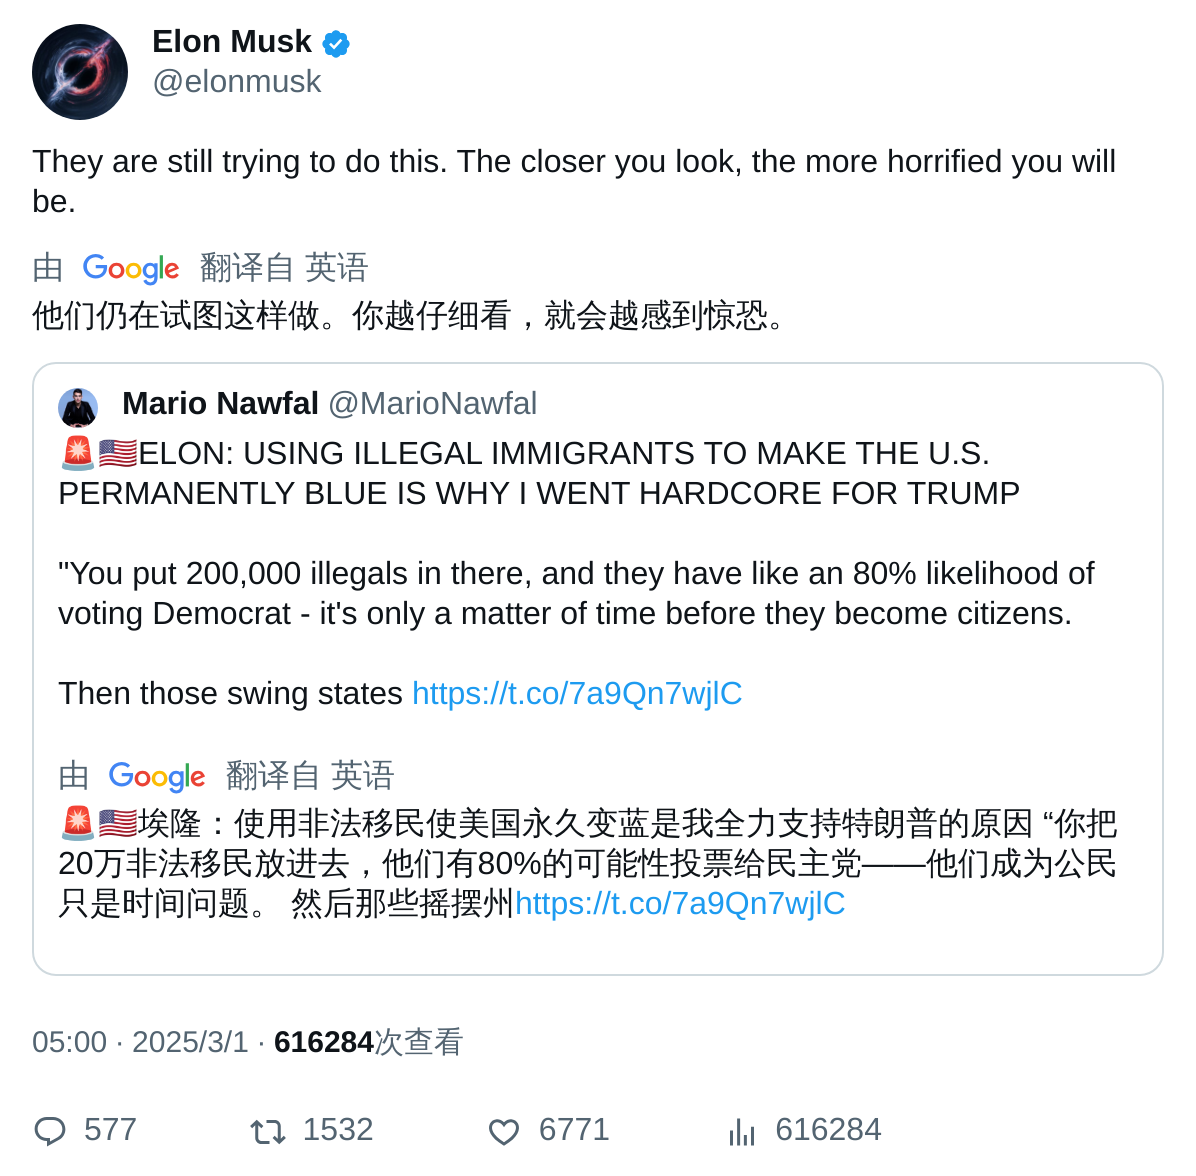 Elon Musk
@elonmusk
They are still trying to do this. The closer you look, the more horrified you will
be.
由 Google 翻译自 英语
他们仍在试图这样做。你越仔细看，就会越感到惊恐。
Mario Nawfal @MarioNawfal
🚨🇺🇸ELON: USING ILLEGAL IMMIGRANTS TO MAKE THE U.S.
PERMANENTLY BLUE IS WHY I WENT HARDCORE FOR TRUMP
"You put 200,000 illegals in there, and they have like an 80% likelihood of
voting Democrat - it's only a matter of time before they become citizens.
Then those swing states https://t.co/7a9Qn7wjlC
由 Google 翻译自 英语
🚨🇺🇸埃隆：使用非法移民使美国永久变蓝是我全力支持特朗普的原因 “你把
20万非法移民放进去，他们有80%的可能性投票给民主党——他们成为公民
只是时间问题。 然后那些摇摆州https://t.co/7a9Qn7wjlC
05:00 · 2025/3/1 · 616284次查看
577 1532 6771 616284